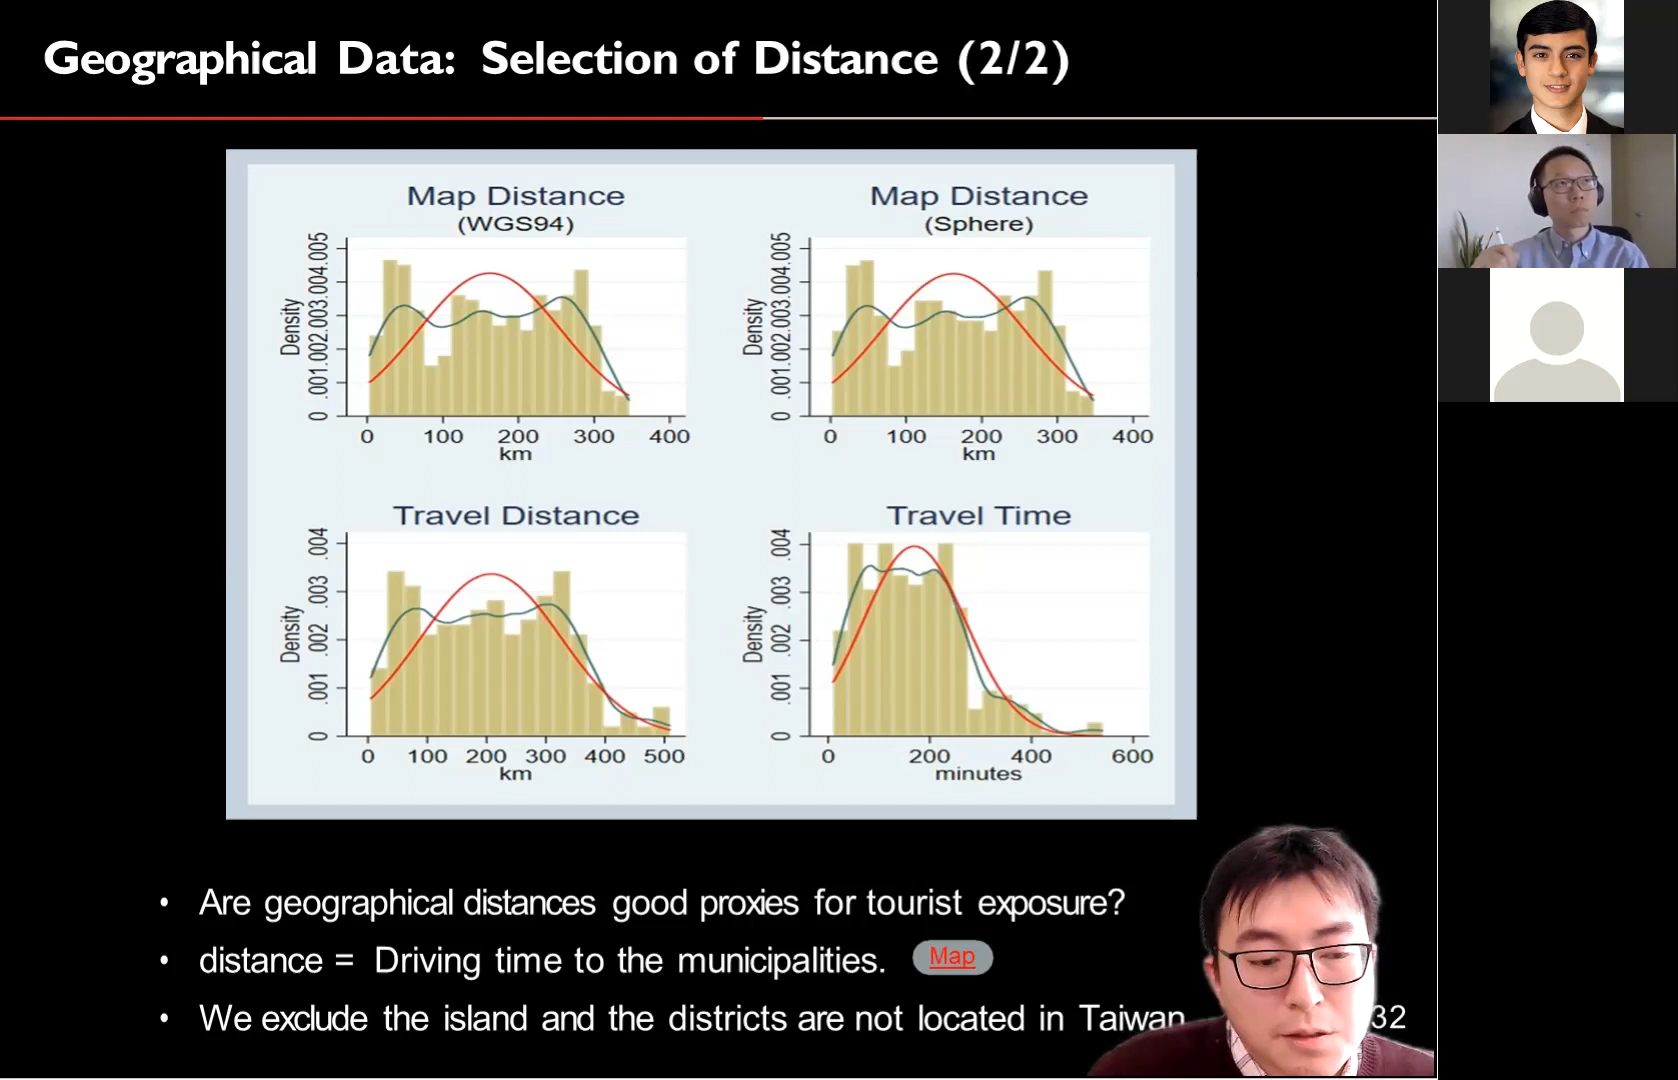 Geographical Data: Selection of Distance (2/2)
Map Distance
(WGS94)
Density
0 .001 .002 .003 .004 .005
0 100 200 300 400
km
Map Distance
(Sphere)
Density
0 .001 .002 .003 .004 .005
0 100 200 300 400
km
Travel Distance
Density
0 .001 .002 .003 .004
0 100 200 300 400 500
km
Travel Time
Density
0 .001 .002 .003 .004
0 200 400 600
minutes
• Are geographical distances good proxies for tourist exposure?
• distance = Driving time to the municipalities. Map
• We exclude the island and the districts are not located in Taiwan
32